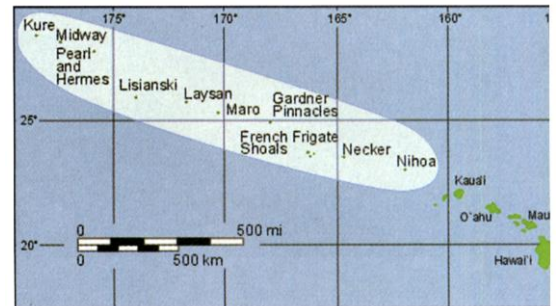 175° 170° 165° 160°
Kure
Midway
Pearl
and
Hermes
Lisianski
Laysan
Maro
Gardner
Pinnacles
25°
French Frigate
Shoals
Necker
Nihoa
Kaua'i
O'ahu
Mau
Hawai'i
20°
0 500 mi
0 500 km